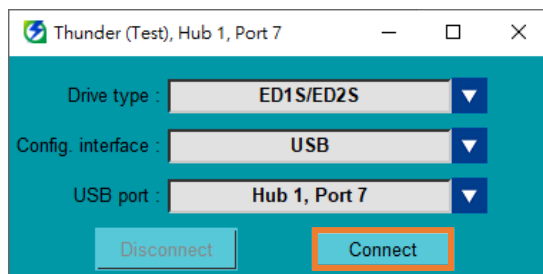 Thunder (Test), Hub 1, Port 7
Drive type : ED1S/ED2S
Config. interface : USB
USB port : Hub 1, Port 7
Disconnect Connect